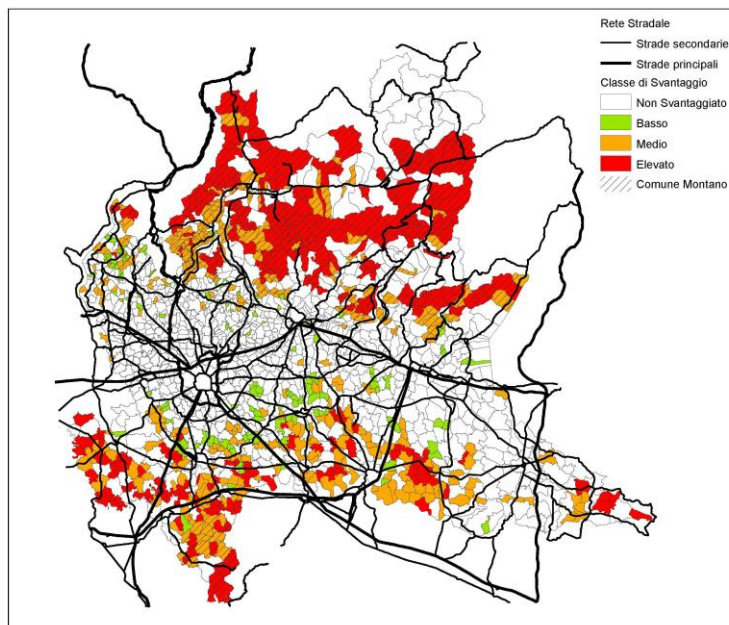 Rete Stradale
Strade secondarie
Strade principali
Classe di Svantaggio
Non Svantaggiato
Basso
Medio
Elevato
Comune Montano